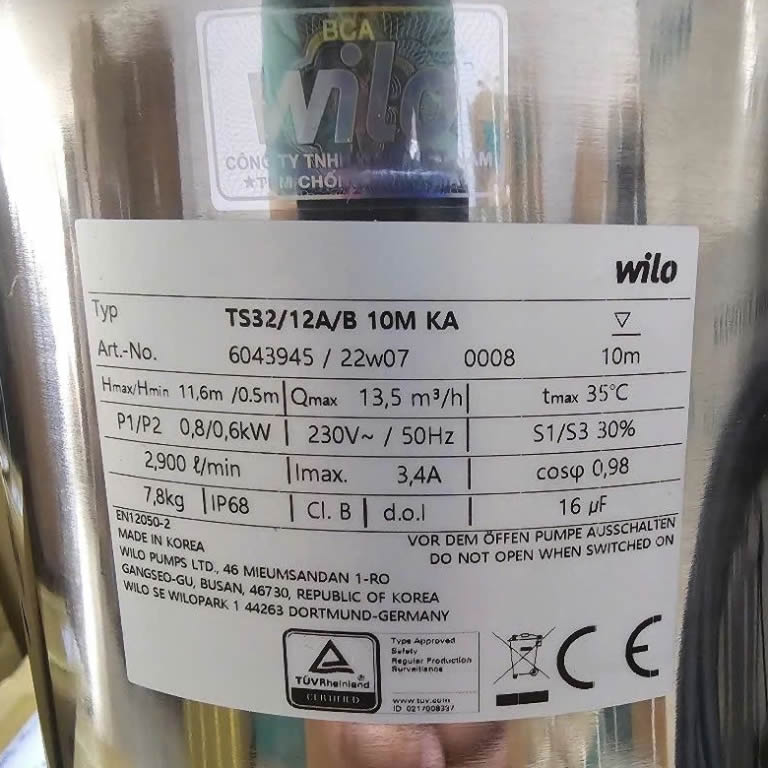 BCA
wilo
CÔNG TY TNHH NAM
wilo
Typ TS32/12A/B 10M KA
Art.-No. 6043945 / 22w07 0008 10m
Hmax/Hmin 11,6m /0.5m Qmax 13,5 m³/h tmax 35°C
P1/P2 0,8/0,6kW 230V~ / 50Hz S1/S3 30%
2,900 ℓ/min Imax. 3,4A cosφ 0,98
7,8kg IP68 Cl. B d.o.l 16 µF
EN12050-2
VOR DEM ÖFFEN PUMPE AUSSCHALTEN
MADE IN KOREA
DO NOT OPEN WHEN SWITCHED ON
WILO PUMPS LTD., 46 MIEUMSANDAN 1-RO
GANGSEO-GU, BUSAN, 46730, REPUBLIC OF KOREA
WILO SE WILOPARK 1 44263 DORTMUND-GERMANY
TÜVRheinland
CERTIFIED
Type Approved
Safety
Regular Production
Surveillance
www.tuv.com
ID 0217008337
CE